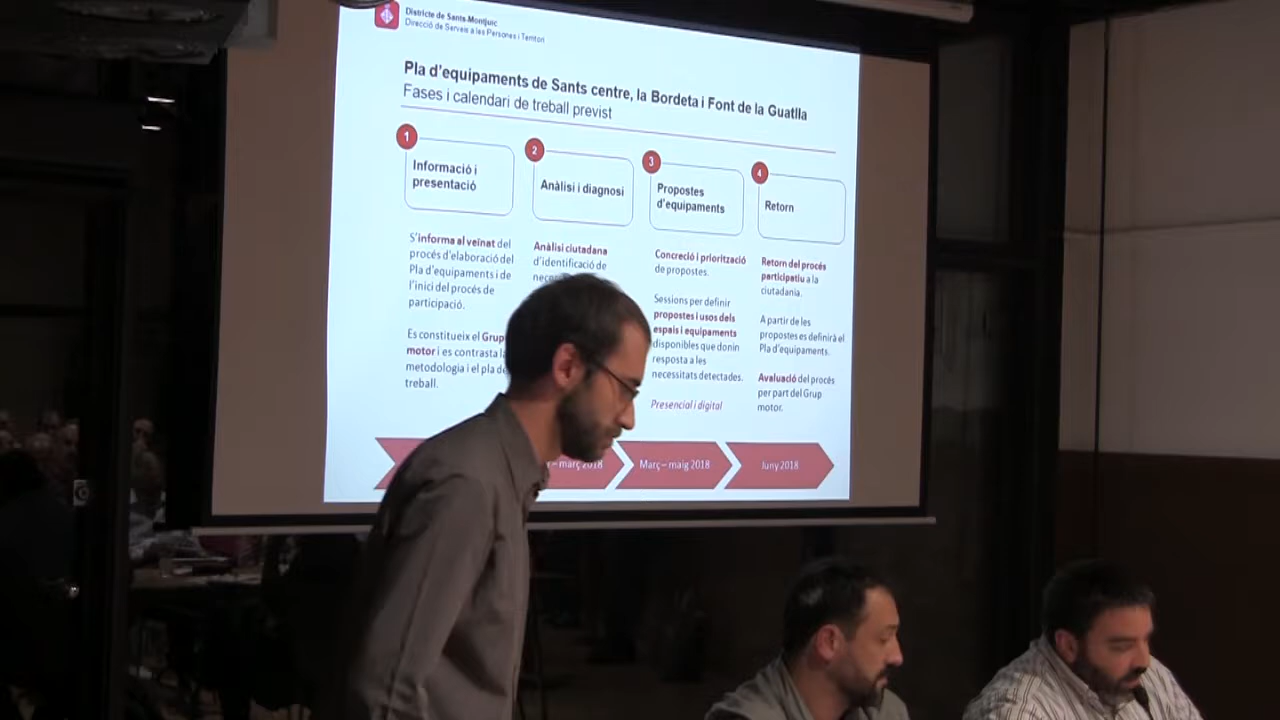 Districte de Sants-Montjuïc
Direcció de Serveis a les Persones i Territori
Pla d'equipaments de Sants centre, la Bordeta i Font de la Guatlla
Fases i calendari de treball previst
1
Informació i
presentació
S'informa al veïnat del
procés d'elaboració del
Pla d'equipaments i de
l'inici del procés de
participació.
Es constitueix el Grup
motor i es contrasta la
metodologia i el pla de
treball.
2
Anàlisi i diagnosi
Anàlisi ciutadana
d'identificació de
3
Propostes
d'equipaments
Concreció i priorització
de propostes.
Sessions per definir
propostes i usos dels
espais i equipaments
disponibles que donin
resposta a les
necessitats detectades.
Presencial i digital
4
Retorn
Retorn del procés
participatiu a la
ciutadania.
A partir de les
propostes es definirà el
Pla d'equipaments.
Avaluació del procés
per part del Grup
motor.
– març 2018
Març – maig 2018
Juny 2018